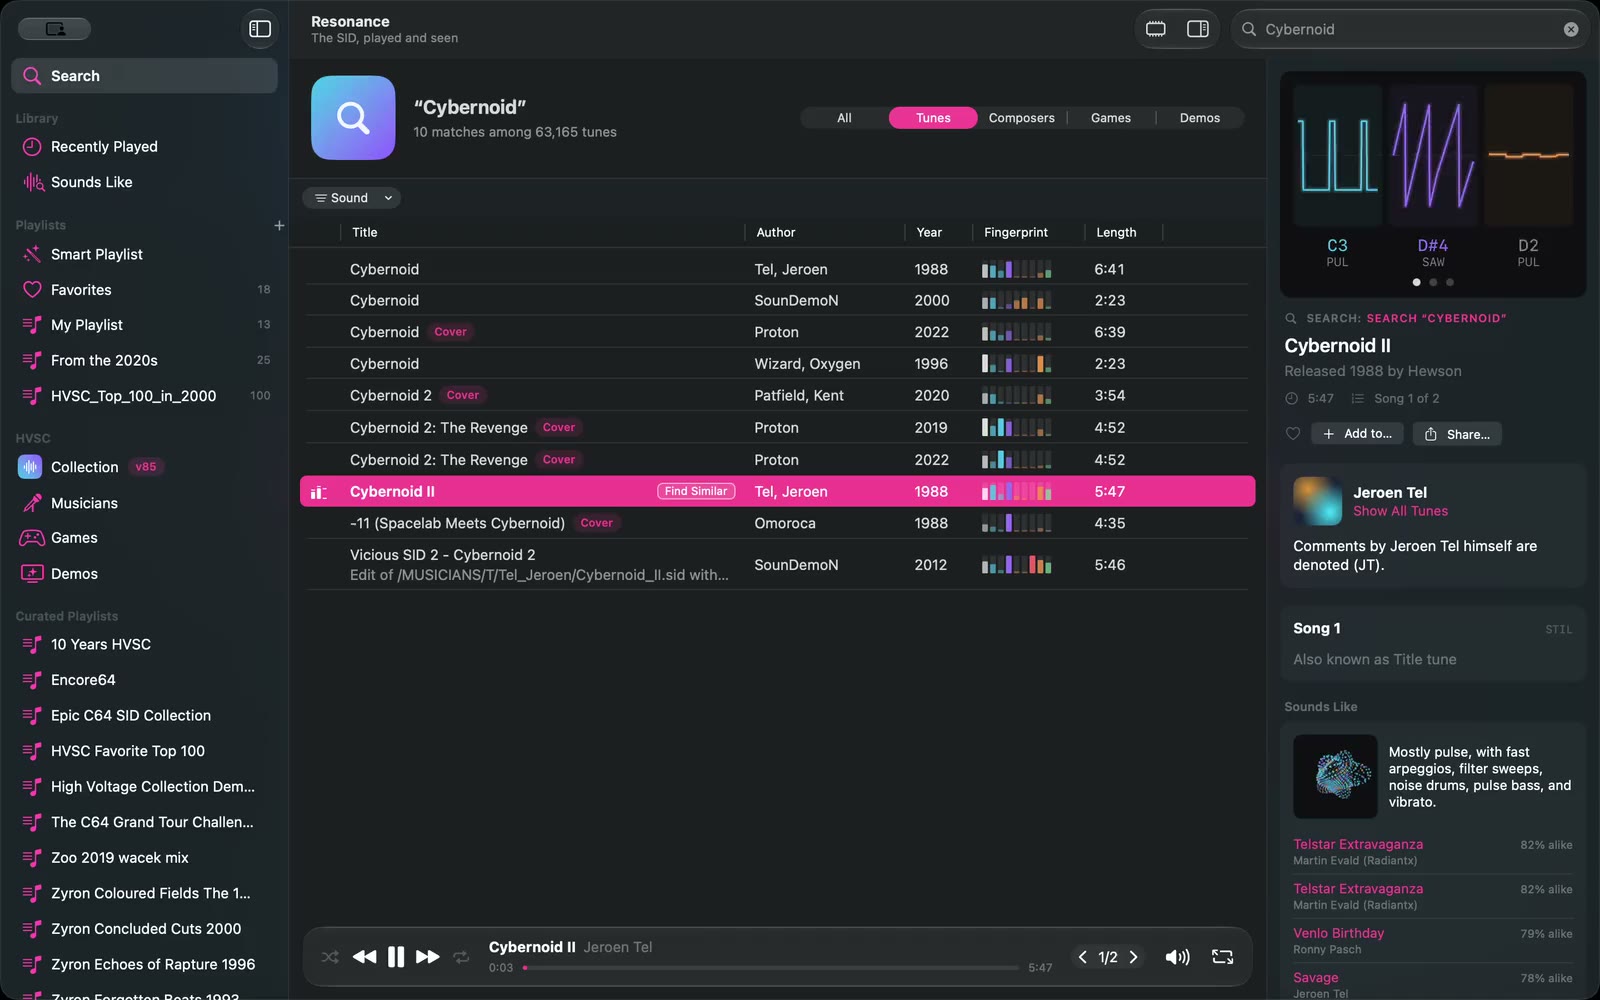 Resonance
The SID, played and seen
Cybernoid
Search
Library
Recently Played
Sounds Like
Playlists
Smart Playlist
Favorites 18
My Playlist 13
From the 2020s 25
HVSC_Top_100_in_2000 100
HVSC
Collection v85
Musicians
Games
Demos
Curated Playlists
10 Years HVSC
Encore64
Epic C64 SID Collection
HVSC Favorite Top 100
High Voltage Collection Dem...
The C64 Grand Tour Challen...
Zoo 2019 wacek mix
Zyron Coloured Fields The 1...
Zyron Concluded Cuts 2000
Zyron Echoes of Rapture 1996
Zyron Forgotten Beats 1993
“Cybernoid”
10 matches among 63,165 tunes
All Tunes Composers Games Demos
Sound
Title Author Year Fingerprint Length
Cybernoid Tel, Jeroen 1988 6:41
Cybernoid SounDemoN 2000 2:23
Cybernoid Cover Proton 2022 6:39
Cybernoid Wizard, Oxygen 1996 2:23
Cybernoid 2 Cover Patfield, Kent 2020 3:54
Cybernoid 2: The Revenge Cover Proton 2019 4:52
Cybernoid 2: The Revenge Cover Proton 2022 4:52
Cybernoid II Find Similar Tel, Jeroen 1988 5:47
-11 (Spacelab Meets Cybernoid) Cover Omoroca 1988 4:35
Vicious SID 2 - Cybernoid 2 SounDemoN 2012 5:46
Edit of /MUSICIANS/T/Tel_Jeroen/Cybernoid_II.sid with...
Cybernoid II Jeroen Tel
0:03 5:47
1/2
C3 D#4 D2
PUL SAW PUL
SEARCH: SEARCH “CYBERNOID”
Cybernoid II
Released 1988 by Hewson
5:47 Song 1 of 2
Add to... Share...
Jeroen Tel
Show All Tunes
Comments by Jeroen Tel himself are
denoted (JT).
Song 1 STIL
Also known as Title tune
Sounds Like
Mostly pulse, with fast
arpeggios, filter sweeps,
noise drums, pulse bass, and
vibrato.
Telstar Extravaganza 82% alike
Martin Evald (Radiantx)
Telstar Extravaganza 82% alike
Martin Evald (Radiantx)
Venlo Birthday 79% alike
Ronny Pasch
Savage 78% alike
Jeroen Tel